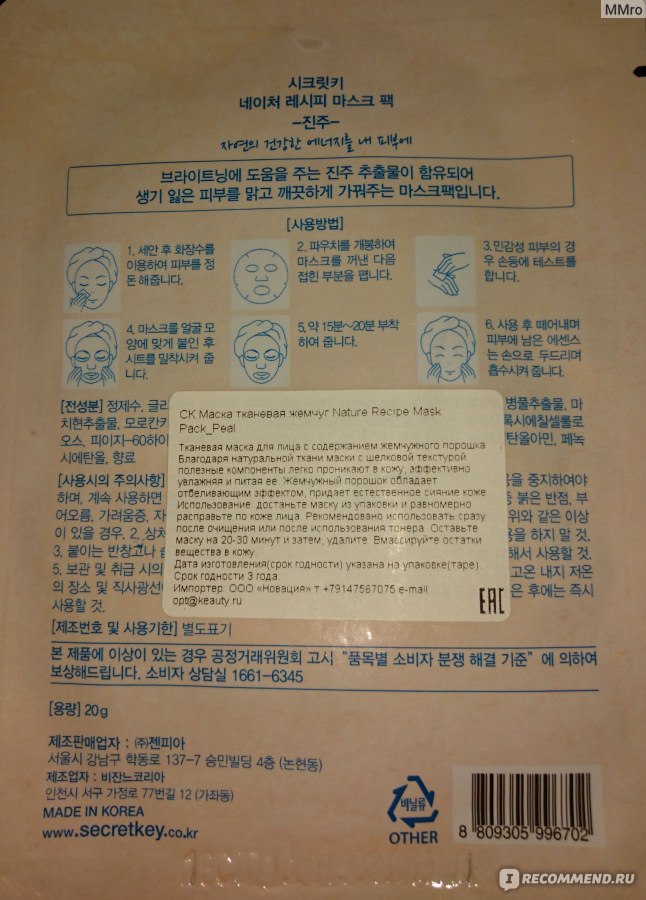 MMro
시크릿키
네이처 레시피 마스크 팩
-진주-
자연의 건강한 에너지를 내 피부에
브라이트닝에 도움을 주는 진주 추출물이 함유되어
생기 잃은 피부를 맑고 깨끗하게 가꿔주는 마스크팩입니다.
[사용방법]
1. 세안 후 화장수를
이용하여 피부를 정
돈 해줍니다.
2. 파우치를 개봉하여
마스크를 꺼낸 다음
접힌 부분을 폅니다.
3. 민감성 피부의 경
우 손등에 테스트를
합니다.
4. 마스크를 얼굴 모
양에 맞게 붙인 후
시트를 밀착시켜 줍
니다.
5. 약 15분~20분 부착
하여 줍니다.
6. 사용 후 떼어내며
피부에 남은 에센스
는 손으로 두드리며
흡수시켜 줍니다.
[전성분] 정제수, 글리
병풀추출물, 마
치현추출물, 모로칸
록시에칠셀룰로
오스, 피이지-60하이
탄올아민, 페녹
시에탄올, 향료
[사용시의 주의사항]
을 중지하여야
하며, 계속 사용하면
붉은 반점, 부
어오름, 가려움증, 자
위와 같은 이상
이 있을 경우. 2. 상처
을 하지 말 것.
3. 붙이는 반창고나 습
해서 사용할 것.
5. 보관 및 취급 시의
고온 내지 저온
의 장소 및 직사광선
은 후에는 즉시
사용할 것.
СК Маска тканевая жемчуг Nature Recipe Mask
Pack_Peal
Тканевая маска для лица с содержанием жемчужного порошка
Благодаря натуральной ткани маски с шелковой текстурой
полезные компоненты легко проникают в кожу, эффективно
увлажняя и питая ее. Жемчужный порошок обладает
отбеливающим эффектом, придает естественное сияние коже.
Использование: достаньте маску из упаковки и равномерно
расправьте по коже лица. Рекомендовано использовать сразу
после очищения или после использования тонера. Оставьте
маску на 20-30 минут и затем, удалите. Вмассируйте остатки
вещества в кожу.
Дата изготовления(срок годности) указана на упаковке(таре).
Срок годности 3 года.
Импортер: ООО «Новация» т +79147567075 e-mail:
opt@keauty.ru
EAC
[제조번호 및 사용기한] 별도표기
본 제품에 이상이 있는 경우 공정거래위원회 고시 "품목별 소비자 분쟁 해결 기준" 에 의하여
보상해드립니다. 소비자 상담실 1661-6345
[용량] 20g
제조판매업자 : ㈜젠피아
서울시 강남구 학동로 137-7 승민빌딩 4층 (논현동)
제조업자 : 비잔느코리아
인천시 서구 가정로 77번길 12 (가좌동)
MADE IN KOREA
www.secretkey.co.kr
비닐류
OTHER
8 809305 996702
IRECOMMEND.RU